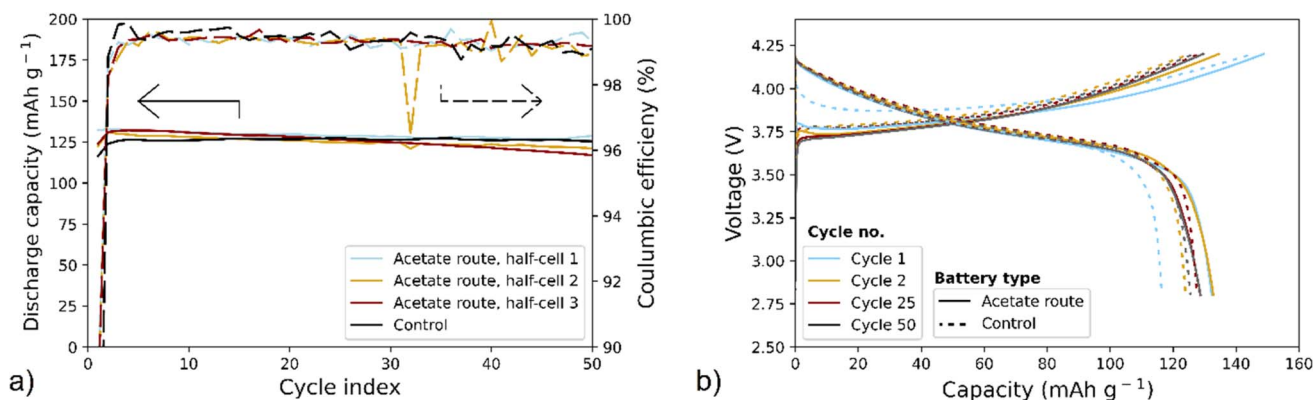 200
175
150
125
100
75
50
25
0
Discharge capacity (mAh g⁻¹)
0 10 20 30 40 50
Cycle index
100
98
96
94
92
90
Coulumbic efficieny (%)
Acetate route, half-cell 1
Acetate route, half-cell 2
Acetate route, half-cell 3
Control
a)
4.25
4.00
3.75
3.50
3.25
3.00
2.75
2.50
Voltage (V)
Cycle no.
Cycle 1
Cycle 2
Cycle 25
Cycle 50
Battery type
Acetate route
Control
0 20 40 60 80 100 120 140 160
Capacity (mAh g⁻¹)
b)